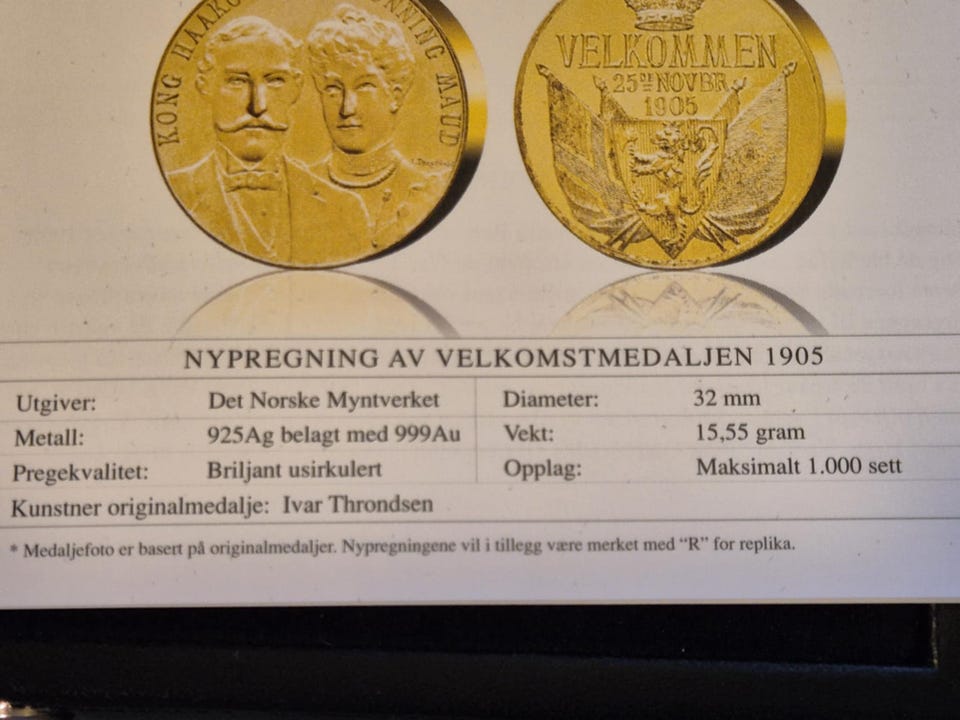 KONG HAAKO
NNING MAUD
VELKOMMEN
25DE NOVBR
1905
NYPREGNING AV VELKOMSTMEDALJEN 1905
Utgiver: Det Norske Myntverket Diameter: 32 mm
Metall: 925Ag belagt med 999Au Vekt: 15,55 gram
Pregekvalitet: Briljant usirkulert Opplag: Maksimalt 1.000 sett
Kunstner originalmedalje: Ivar Throndsen
* Medaljefoto er basert på originalmedaljer. Nypregningene vil i tillegg være merket med “R” for replika.